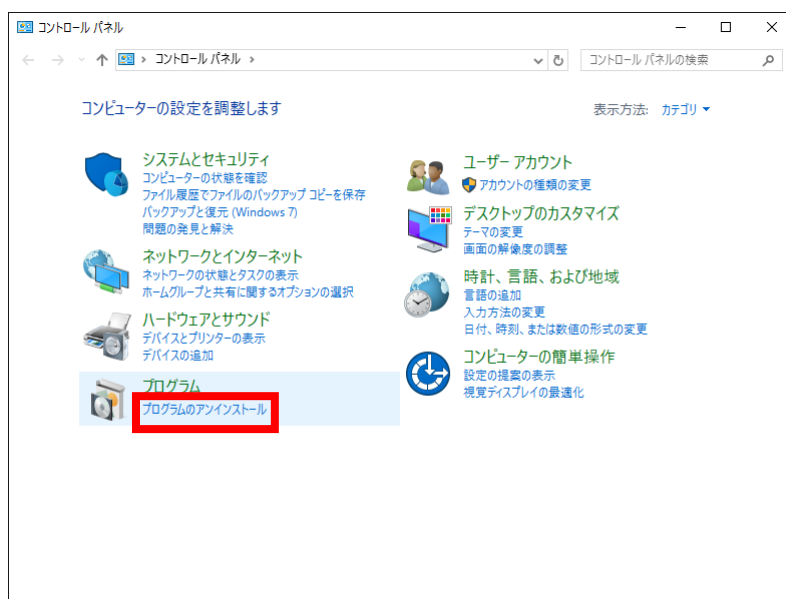 コントロール パネル
コントロール パネル
コントロール パネルの検索
コンピューターの設定を調整します
表示方法: カテゴリ
システムとセキュリティ
コンピューターの状態を確認
ファイル履歴でファイルのバックアップ コピーを保存
バックアップと復元 (Windows 7)
問題の発見と解決
ネットワークとインターネット
ネットワークの状態とタスクの表示
ホームグループと共有に関するオプションの選択
ハードウェアとサウンド
デバイスとプリンターの表示
デバイスの追加
プログラム
プログラムのアンインストール
ユーザー アカウント
アカウントの種類の変更
デスクトップのカスタマイズ
テーマの変更
画面の解像度の調整
時計、言語、および地域
言語の追加
入力方法の変更
日付、時刻、または数値の形式の変更
コンピューターの簡単操作
設定の提案の表示
視覚ディスプレイの最適化